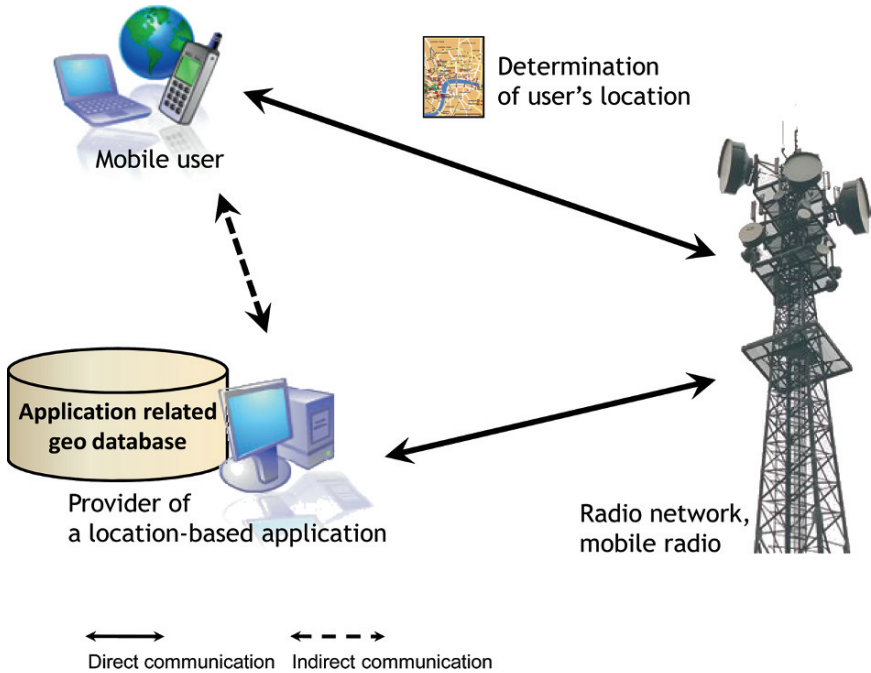 Determination
of user's location
Mobile user
Application related
geo database
Provider of
a location-based application
Radio network,
mobile radio
Direct communication
Indirect communication